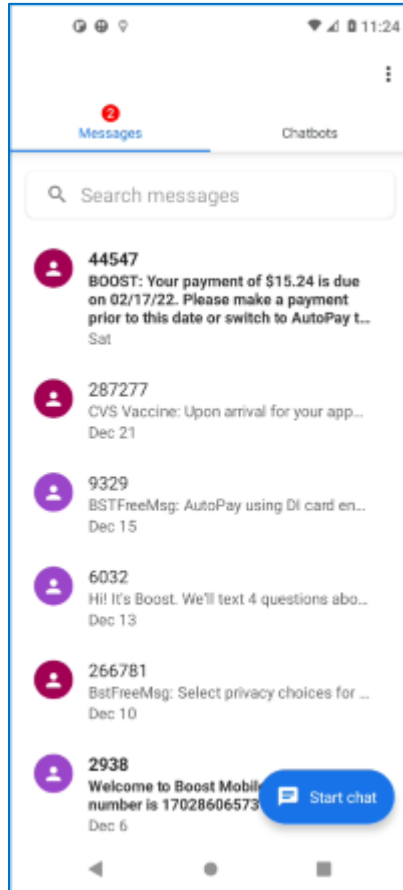 11:24
2
Messages
Chatbots
Search messages
44547
BOOST: Your payment of $15.24 is due
on 02/17/22. Please make a payment
prior to this date or switch to AutoPay t...
Sat
287277
CVS Vaccine: Upon arrival for your app...
Dec 21
9329
BSTFreeMsg: AutoPay using DI card en...
Dec 15
6032
Hi! It's Boost. We'll text 4 questions abo...
Dec 13
266781
BstFreeMsg: Select privacy choices for ...
Dec 10
2938
Welcome to Boost Mobile
number is 17028606573
Start chat
Dec 6